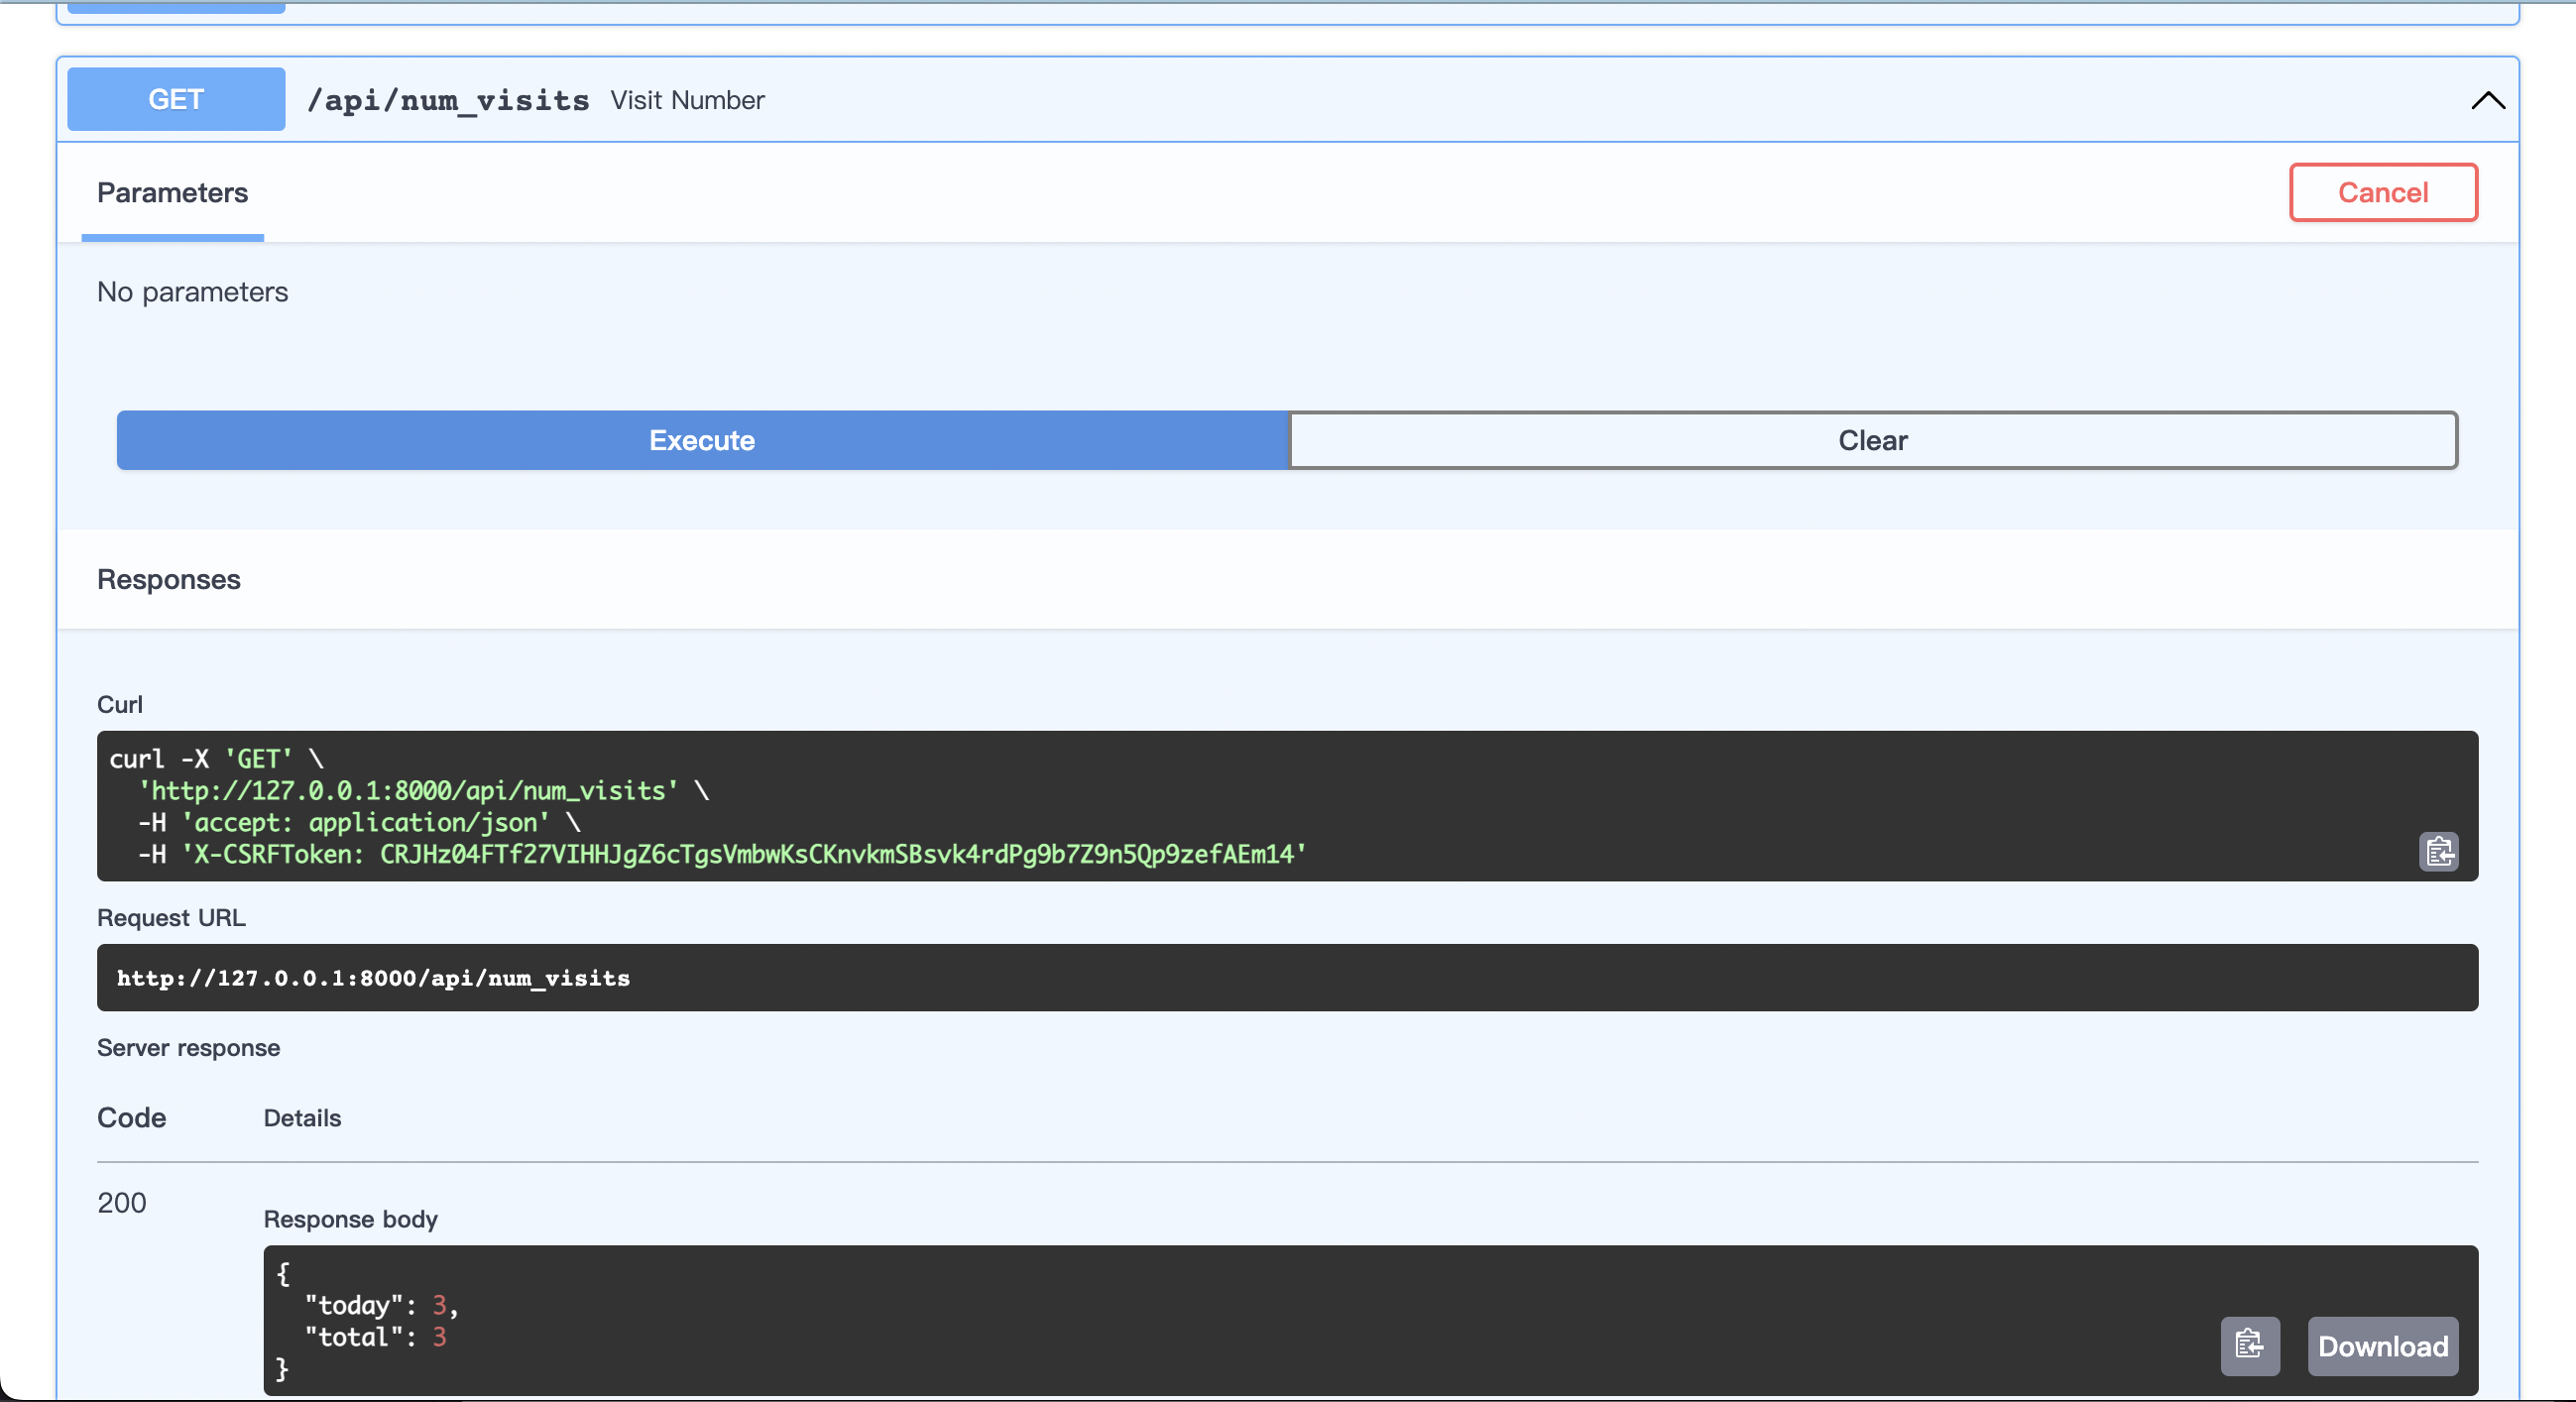 GET /api/num_visits Visit Number
Parameters
Cancel
No parameters
Execute
Clear
Responses
Curl
curl -X 'GET' \
  'http://127.0.0.1:8000/api/num_visits' \
  -H 'accept: application/json' \
  -H 'X-CSRFToken: CRJHz04FTf27VIHHJgZ6cTgsVmbwKsCKnvkmSBsvk4rdPg9b7Z9n5Qp9zefAEm14'
Request URL
http://127.0.0.1:8000/api/num_visits
Server response
Code Details
200
Response body
{
  "today": 3,
  "total": 3
}
Download